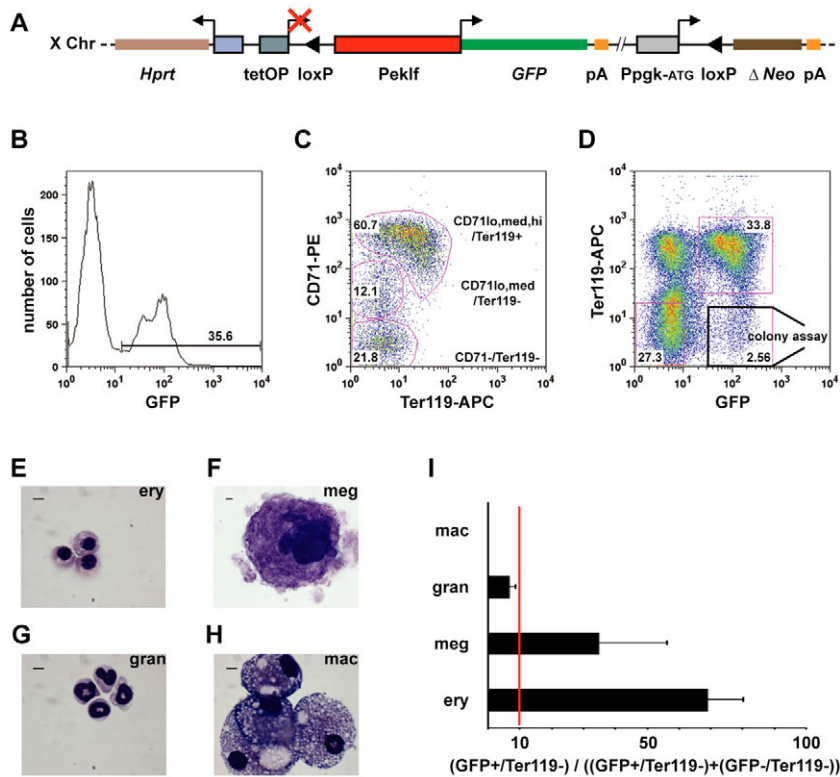 A
X Chr
Hprt tetOP loxP Peklf GFP pA Ppgk-ATG loxP Δ Neo pA
B
number of cells
200
150
100
50
0
35.6
10^0 10^1 10^2 10^3 10^4
GFP
C
CD71-PE
10^4
10^3
10^2
10^1
10^0
60.7
12.1
21.8
CD71lo,med,hi
/Ter119+
CD71lo,med
/Ter119-
CD71-/Ter119-
10^0 10^1 10^2 10^3 10^4
Ter119-APC
D
Ter119-APC
10^4
10^3
10^2
10^1
10^0
33.8
colony assay
27.3
2.56
10^0 10^1 10^2 10^3 10^4
GFP
E
ery
F
meg
G
gran
H
mac
I
mac
gran
meg
ery
10 50 100
(GFP+/Ter119-) / ((GFP+/Ter119-)+(GFP-/Ter119-))